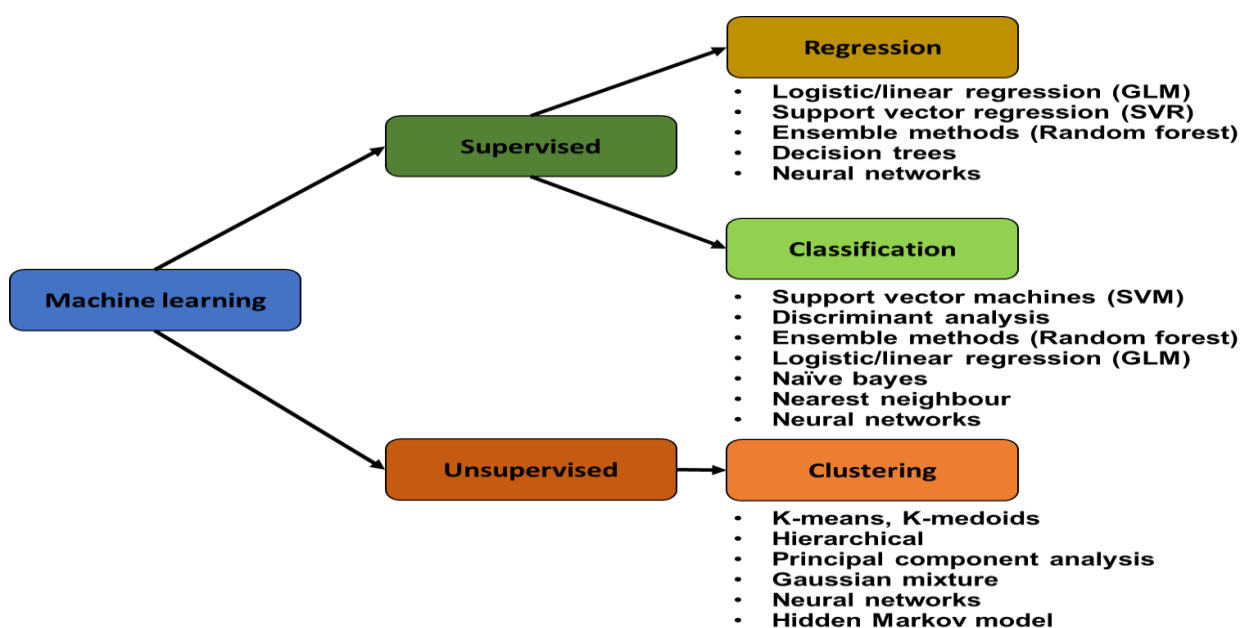 Machine learning
Supervised
Regression
• Logistic/linear regression (GLM)
• Support vector regression (SVR)
• Ensemble methods (Random forest)
• Decision trees
• Neural networks
Classification
• Support vector machines (SVM)
• Discriminant analysis
• Ensemble methods (Random forest)
• Logistic/linear regression (GLM)
• Naïve bayes
• Nearest neighbour
• Neural networks
Unsupervised
Clustering
• K-means, K-medoids
• Hierarchical
• Principal component analysis
• Gaussian mixture
• Neural networks
• Hidden Markov model